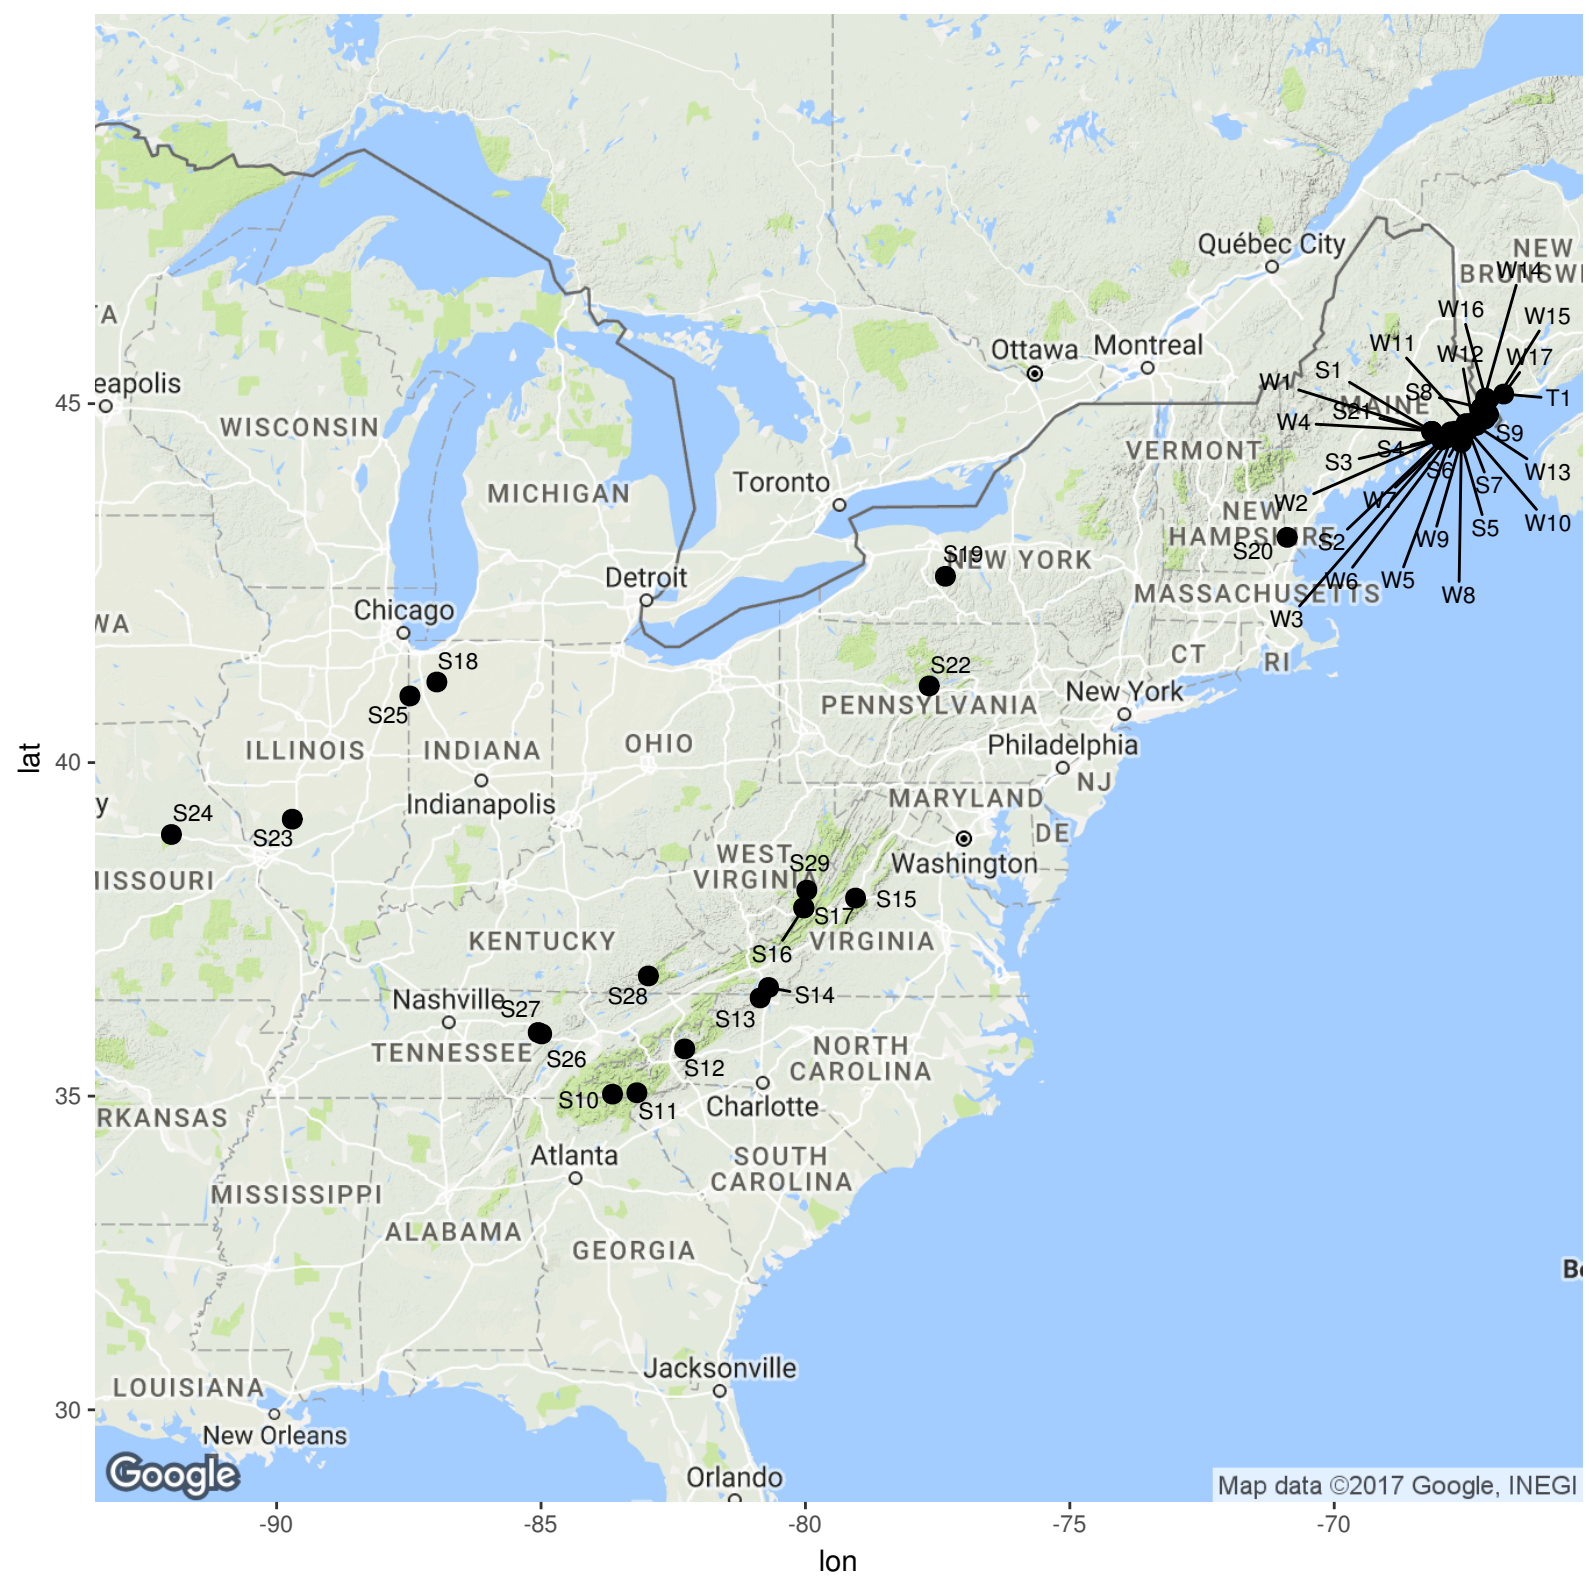 Québec City
NEW
BRUNSWI
W14
W16
W15
A
Ottawa
Montreal
W11
W12
W17
S1
W1
eapolis
45
S8
T1
MAINE
S21
W4
WISCONSIN
S9
VERMONT
S4
S3
S6
W13
MICHIGAN
Toronto
S7
W7
W2
NEW
HAMPSHIRE
W10
S5
S2
W9
S20
S19
NEW YORK
Detroit
W6
W5
MASSACHUSETTS
W8
W3
Chicago
WA
CT
RI
S18
S22
New York
PENNSYLVANIA
S25
ILLINOIS
INDIANA
OHIO
Philadelphia
lat
40
NJ
Indianapolis
MARYLAND
y
S24
S23
DE
WEST
VIRGINIA
S29
Washington
IISSOURI
S15
S17
KENTUCKY
VIRGINIA
S16
S28
S14
Nashville
S27
S13
TENNESSEE
S26
NORTH
CAROLINA
S12
35
S10
S11
Charlotte
RKANSAS
Atlanta
SOUTH
CAROLINA
MISSISSIPPI
ALABAMA
GEORGIA
Be
Jacksonville
LOUISIANA
30
New Orleans
Google
Orlando
Map data ©2017 Google, INEGI
-90
-85
-80
-75
-70
lon